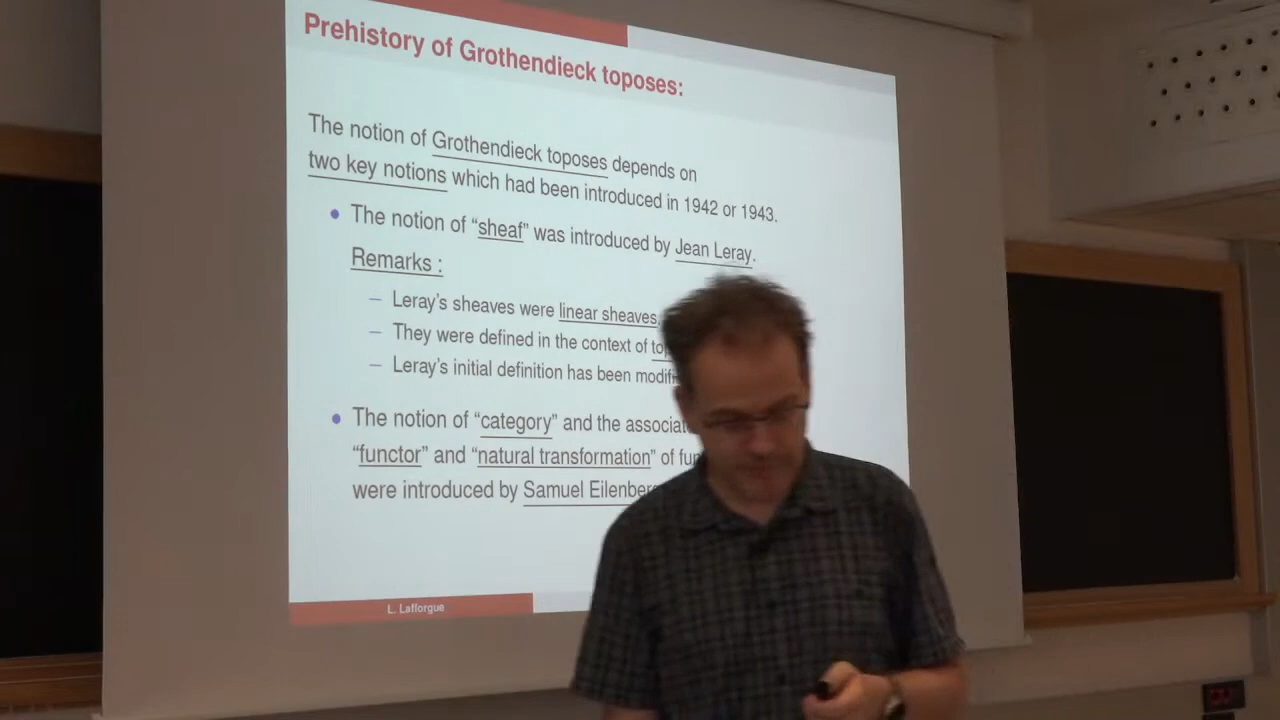 Prehistory of Grothendieck toposes:
The notion of Grothendieck toposes depends on
two key notions which had been introduced in 1942 or 1943.
• The notion of “sheaf” was introduced by Jean Leray.
Remarks :
– Leray’s sheaves were linear sheaves,
– They were defined in the context of
– Leray’s initial definition has been
• The notion of “category” and the
“functor” and “natural transformation” of
were introduced by Samuel
L. Lafforgue